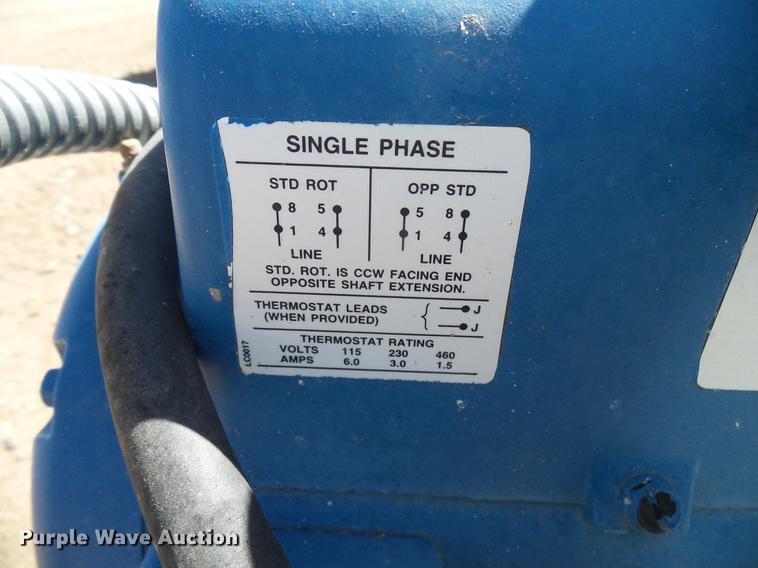 SINGLE PHASE
STD ROT OPP STD
8 5 5 8
1 4 1 4
LINE LINE
STD. ROT. IS CCW FACING END
OPPOSITE SHAFT EXTENSION.
THERMOSTAT LEADS J
(WHEN PROVIDED) J
THERMOSTAT RATING
VOLTS 115 230 460
AMPS 6.0 3.0 1.5
LC0017
Purple Wave Auction